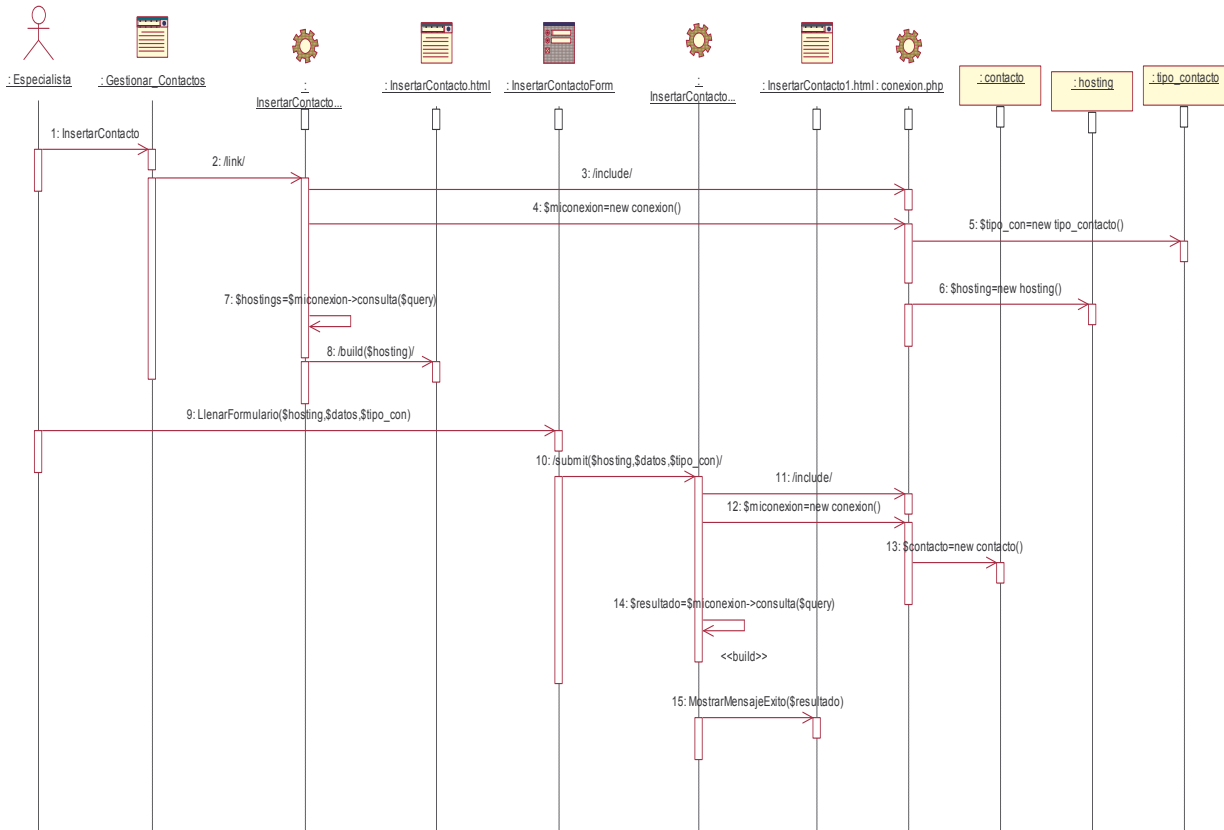 : Especialista
: Gestionar_Contactos
:
InsertarContacto...
: InsertarContacto.html
: InsertarContactoForm
:
InsertarContacto...
: InsertarContacto1.html
: conexion.php
: contacto
: hosting
: tipo_contacto
1: InsertarContacto
2: /link/
3: /include/
4: $miconexion=new conexion()
5: $tipo_con=new tipo_contacto()
6: $hosting=new hosting()
7: $hostings=$miconexion->consulta($query)
8: /build($hosting)/
9: LlenarFormulario($hosting,$datos,$tipo_con)
10: /submit($hosting,$datos,$tipo_con)/
11: /include/
12: $miconexion=new conexion()
13: $contacto=new contacto()
14: $resultado=$miconexion->consulta($query)
<<build>>
15: MostrarMensajeExito($resultado)